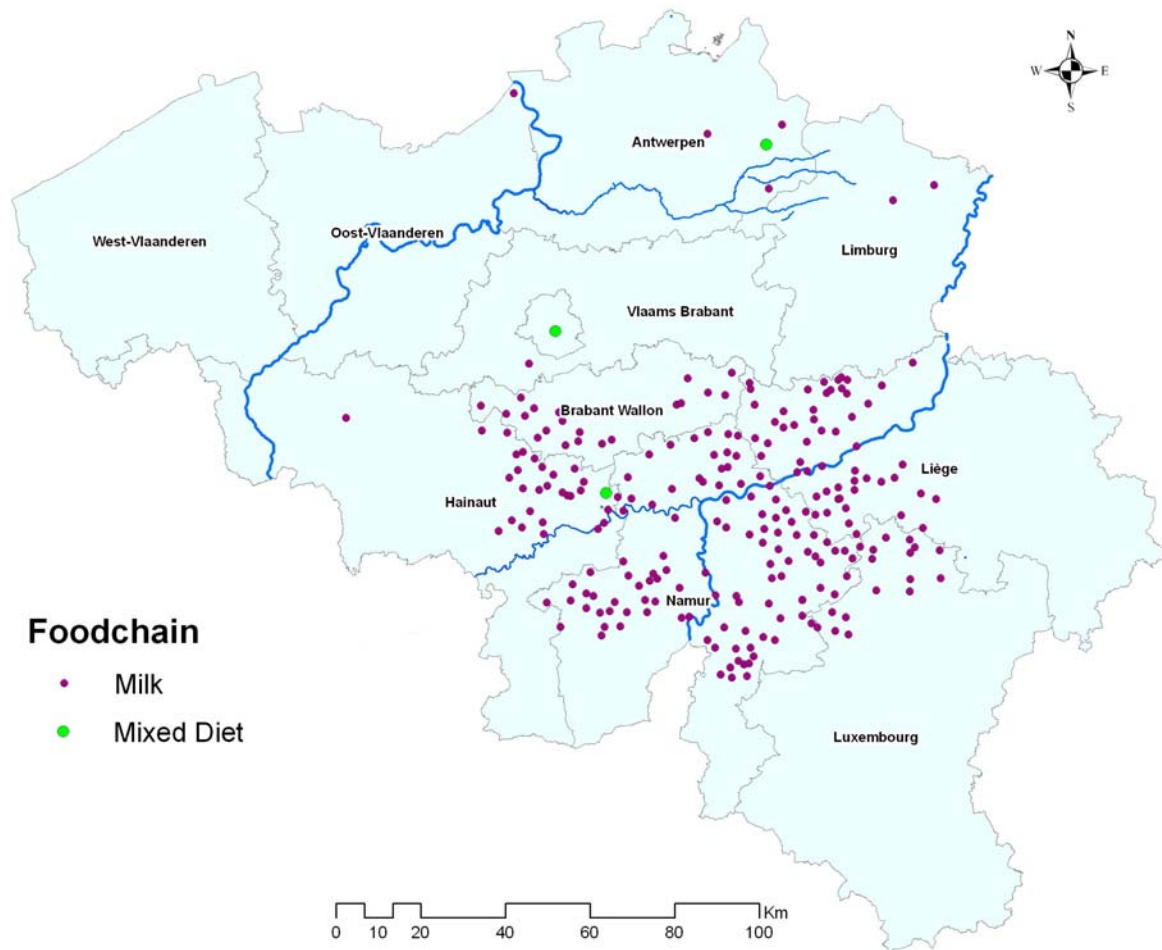 N
W E
S
Antwerpen
West-Vlaanderen
Oost-Vlaanderen
Limburg
Vlaams Brabant
Brabant Wallon
Liège
Hainaut
Namur
Luxembourg
Foodchain
Milk
Mixed Diet
Km
0 10 20 40 60 80 100